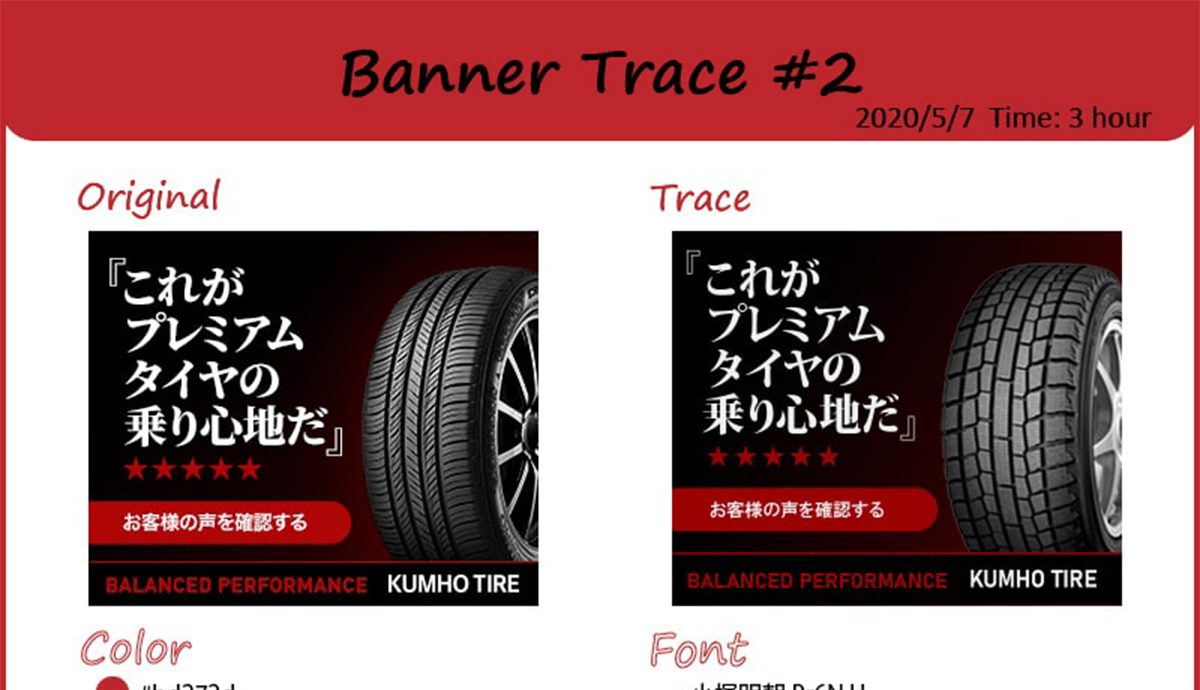 Banner Trace #2
2020/5/7 Time: 3 hour
Original
『これが
プレミアム
タイヤの
乗り心地だ』
★★★★★
お客様の声を確認する
BALANCED PERFORMANCE KUMHO TIRE
Trace
『これが
プレミアム
タイヤの
乗り心地だ』
★★★★★
お客様の声を確認する
BALANCED PERFORMANCE KUMHO TIRE
Color
Font